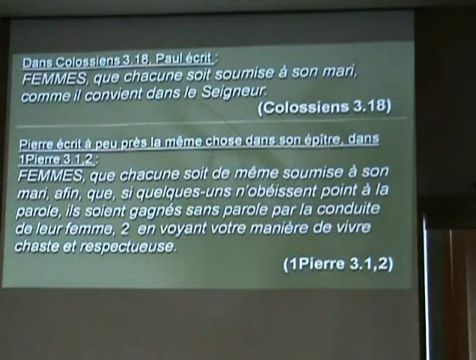 Dans Colossiens 3.18, Paul écrit :
FEMMES, que chacune soit soumise à son mari,
comme il convient dans le Seigneur.
(Colossiens 3.18)
Pierre écrit à peu près la même chose dans son épître, dans
1Pierre 3.1,2 :
FEMMES, que chacune soit de même soumise à son
mari, afin, que, si quelques-uns n'obéissent point à la
parole, ils soient gagnés sans parole par la conduite
de leur femme, 2 en voyant votre manière de vivre
chaste et respectueuse.
(1Pierre 3.1,2)